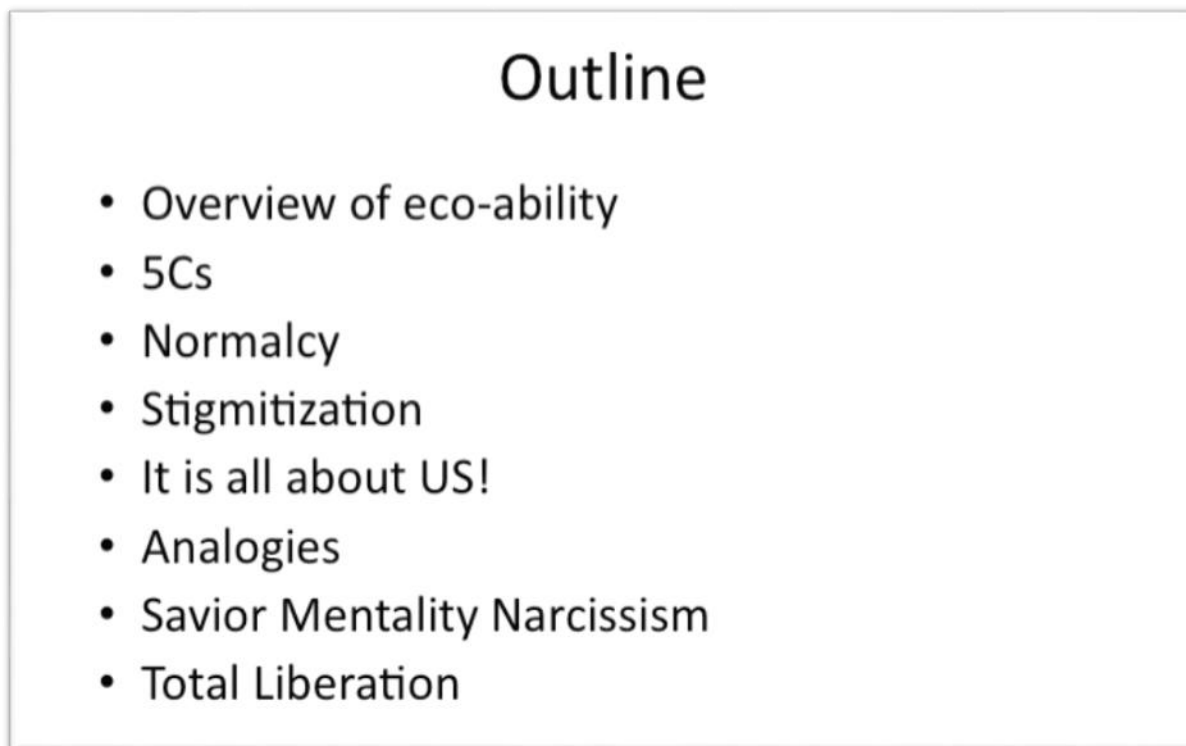 Outline
• Overview of eco-ability
• 5Cs
• Normalcy
• Stigmitization
• It is all about US!
• Analogies
• Savior Mentality Narcissism
• Total Liberation